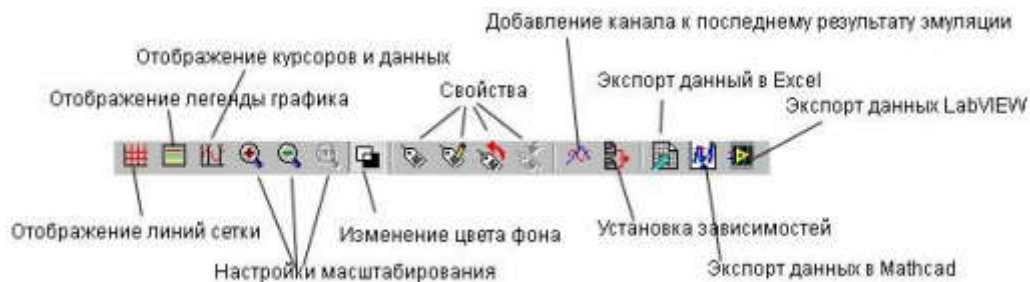 Добавление канала к последнему результату эмуляции
Отображение курсоров и данных
Экспорт данный в Excel
Свойства
Отображение легенды графика
Экспорт данных LabVIEW
Отображение линий сетки
Изменение цвета фона
Установка зависимостей
Настройки масштабирования
Экспорт данных в Mathcad